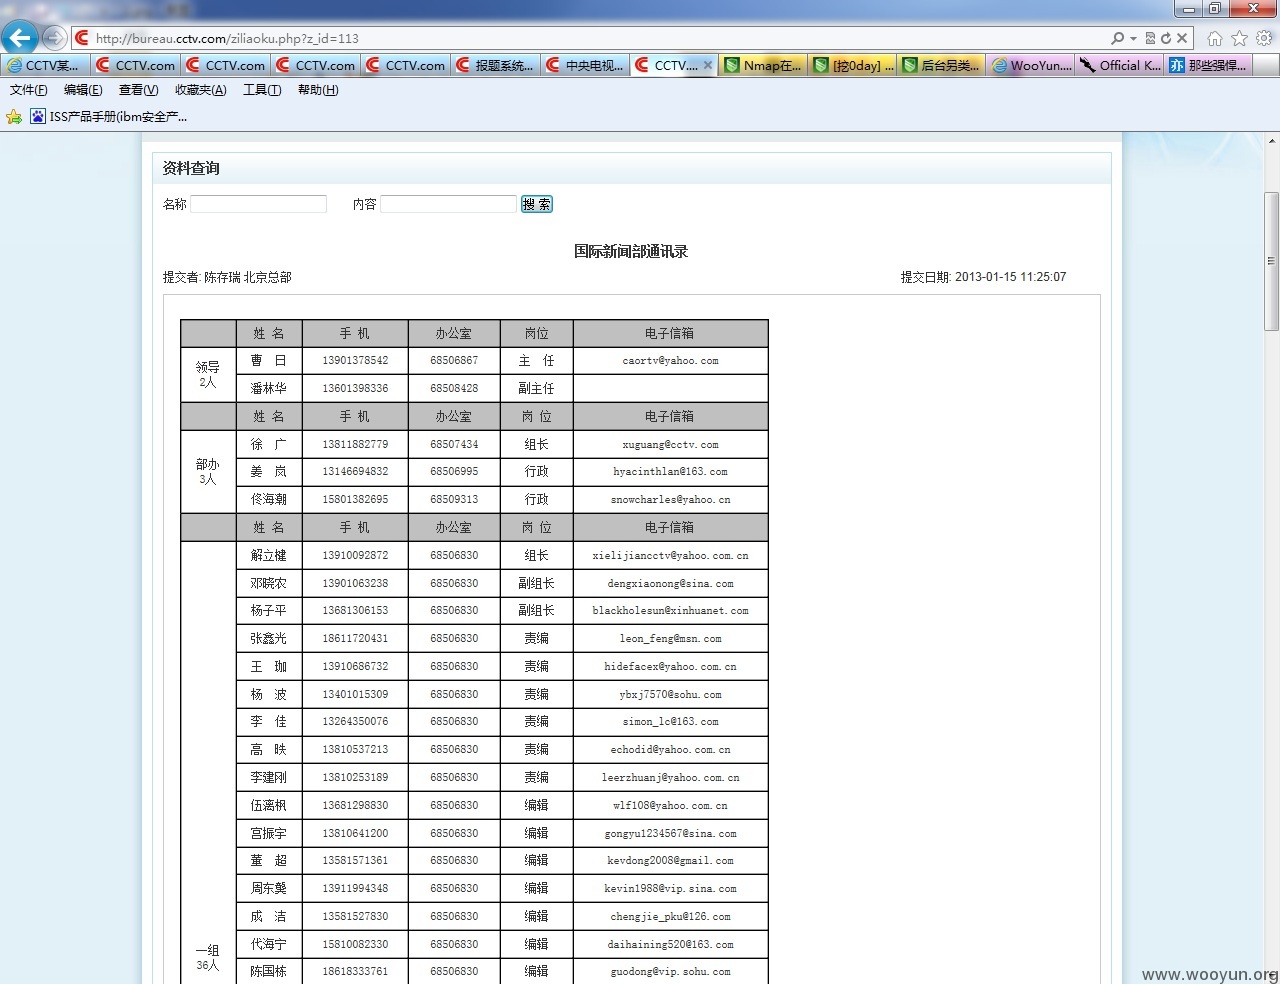 http://bureau.cctv.com/ziliaoku.php?z_id=113
CCTV某... CCTV.com CCTV.com CCTV.com CCTV.com 报题系统... 中央电视... CCTV.... Nmap在... [挖0day] ... 后台另类... WooYun.... Official K... 那些强悍...
文件(F) 编辑(E) 查看(V) 收藏夹(A) 工具(T) 帮助(H)
ISS产品手册(ibm安全产...
资料查询
名称 内容 搜 索
国际新闻部通讯录
提交者: 陈存瑞 北京总部 提交日期: 2013-01-15 11:25:07
姓 名 手 机 办公室 岗位 电子信箱
领导 2人
曹 日 13901378542 68506867 主 任 caortv@yahoo.com
潘林华 13601398336 68508428 副主任
姓 名 手 机 办公室 岗 位 电子信箱
部办 3人
徐 广 13811882779 68507434 组长 xuguang@cctv.com
姜 岚 13146694832 68506995 行政 hyacinthlan@163.com
佟海潮 15801382695 68509313 行政 snowcharles@yahoo.cn
姓 名 手 机 办公室 岗 位 电子信箱
解立楗 13910092872 68506830 组长 xielijiancctv@yahoo.com.cn
邓晓农 13901063238 68506830 副组长 dengxiaonong@sina.com
杨子平 13681306153 68506830 副组长 blackholesun@xinhuanet.com
张鑫光 18611720431 68506830 责编 leon_feng@msn.com
王 珈 13910686732 68506830 责编 hidefacex@yahoo.com.cn
杨 波 13401015309 68506830 责编 ybxj7570@sohu.com
李 佳 13264350076 68506830 责编 simon_lc@163.com
高 昳 13810537213 68506830 责编 echodid@yahoo.com.cn
李建刚 13810253189 68506830 责编 leerzhuanj@yahoo.com.cn
伍漓枫 13681298830 68506830 编辑 wlf108@yahoo.com.cn
宫振宇 13810641200 68506830 编辑 gongyu1234567@sina.com
董 超 13581571361 68506830 编辑 kevdong2008@gmail.com
周东龑 13911994348 68506830 编辑 kevin1988@vip.sina.com
成 洁 13581527830 68506830 编辑 chengjie_pku@126.com
代海宁 15810082330 68506830 编辑 daihaining520@163.com
一组 36人
陈国栋 18618333761 68506830 编辑 guodong@vip.sohu.com
www.wooyun.org